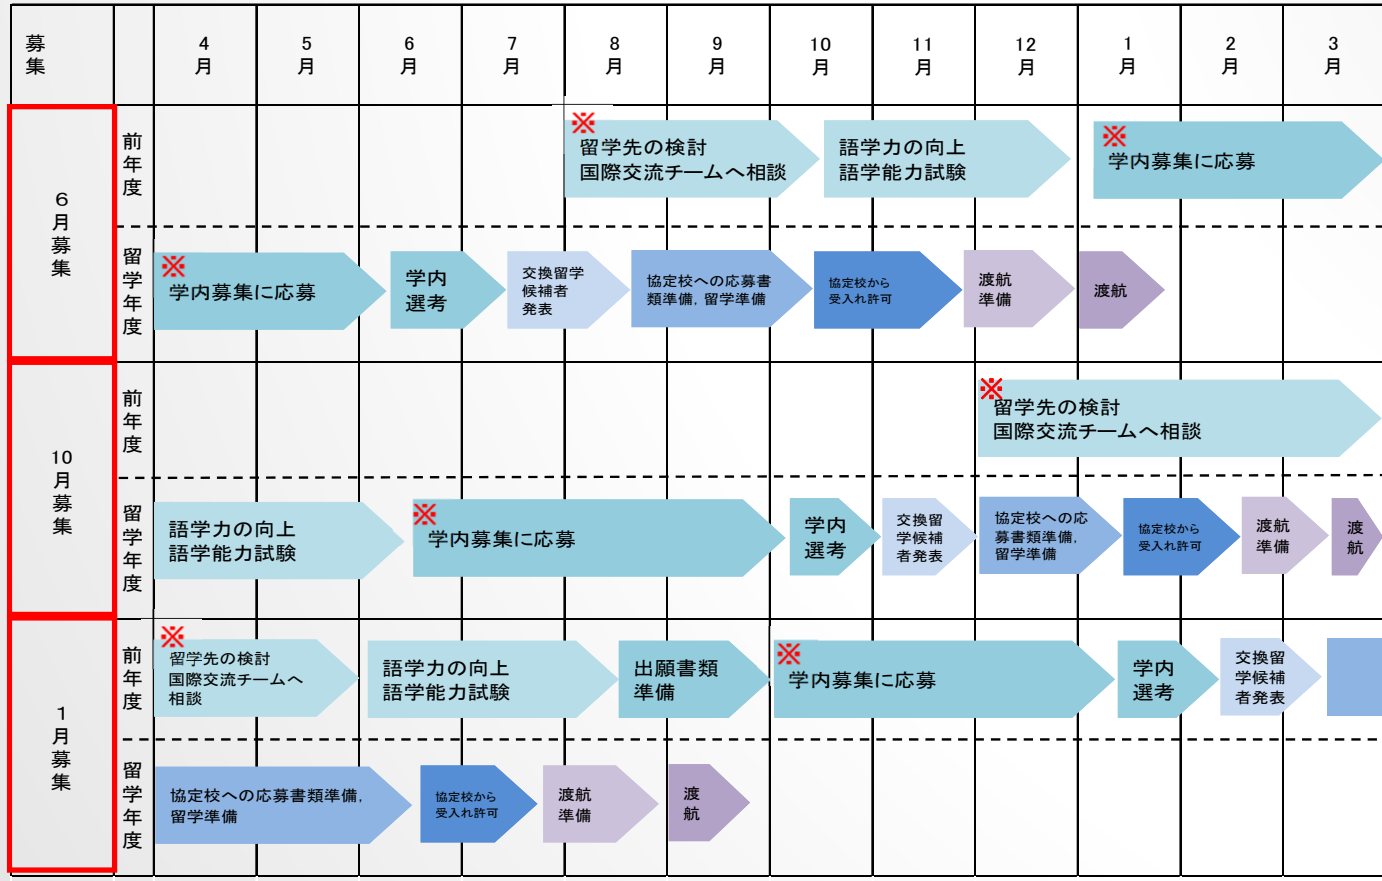 募集
4月
5月
6月
7月
8月
9月
10月
11月
12月
1月
2月
3月
6月募集
前年度
※
留学先の検討
国際交流チームへ相談
語学力の向上
語学能力試験
※
学内募集に応募
留学年度
※
学内募集に応募
学内
選考
交換留学
候補者
発表
協定校への応募書
類準備，留学準備
協定校から
受入れ許可
渡航
準備
渡航
10月募集
前年度
※
留学先の検討
国際交流チームへ相談
留学年度
語学力の向上
語学能力試験
※
学内募集に応募
学内
選考
交換留
学候補
者発表
協定校への応
募書類準備，
留学準備
協定校から
受入れ許可
渡航
準備
渡
航
1月募集
前年度
※
留学先の検討
国際交流チームへ
相談
語学力の向上
語学能力試験
出願書類
準備
※
学内募集に応募
学内
選考
交換留
学候補
者発表
留学年度
協定校への応募書類準備，
留学準備
協定校から
受入れ許可
渡航
準備
渡
航